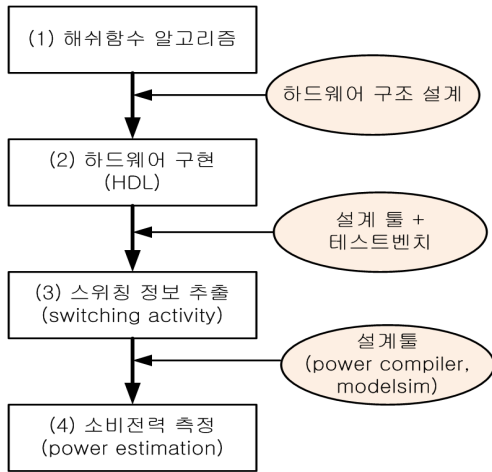 (1) 해쉬함수 알고리즘
하드웨어 구조 설계
(2) 하드웨어 구현
(HDL)
설계 툴 +
테스트벤치
(3) 스위칭 정보 추출
(switching activity)
설계툴
(power compiler,
modelsim)
(4) 소비전력 측정
(power estimation)